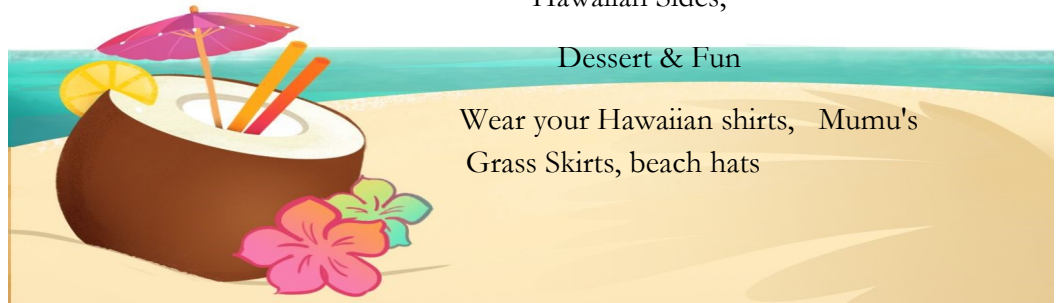 Hawaiian Sides,
Dessert & Fun
Wear your Hawaiian shirts, Mumu's
Grass Skirts, beach hats